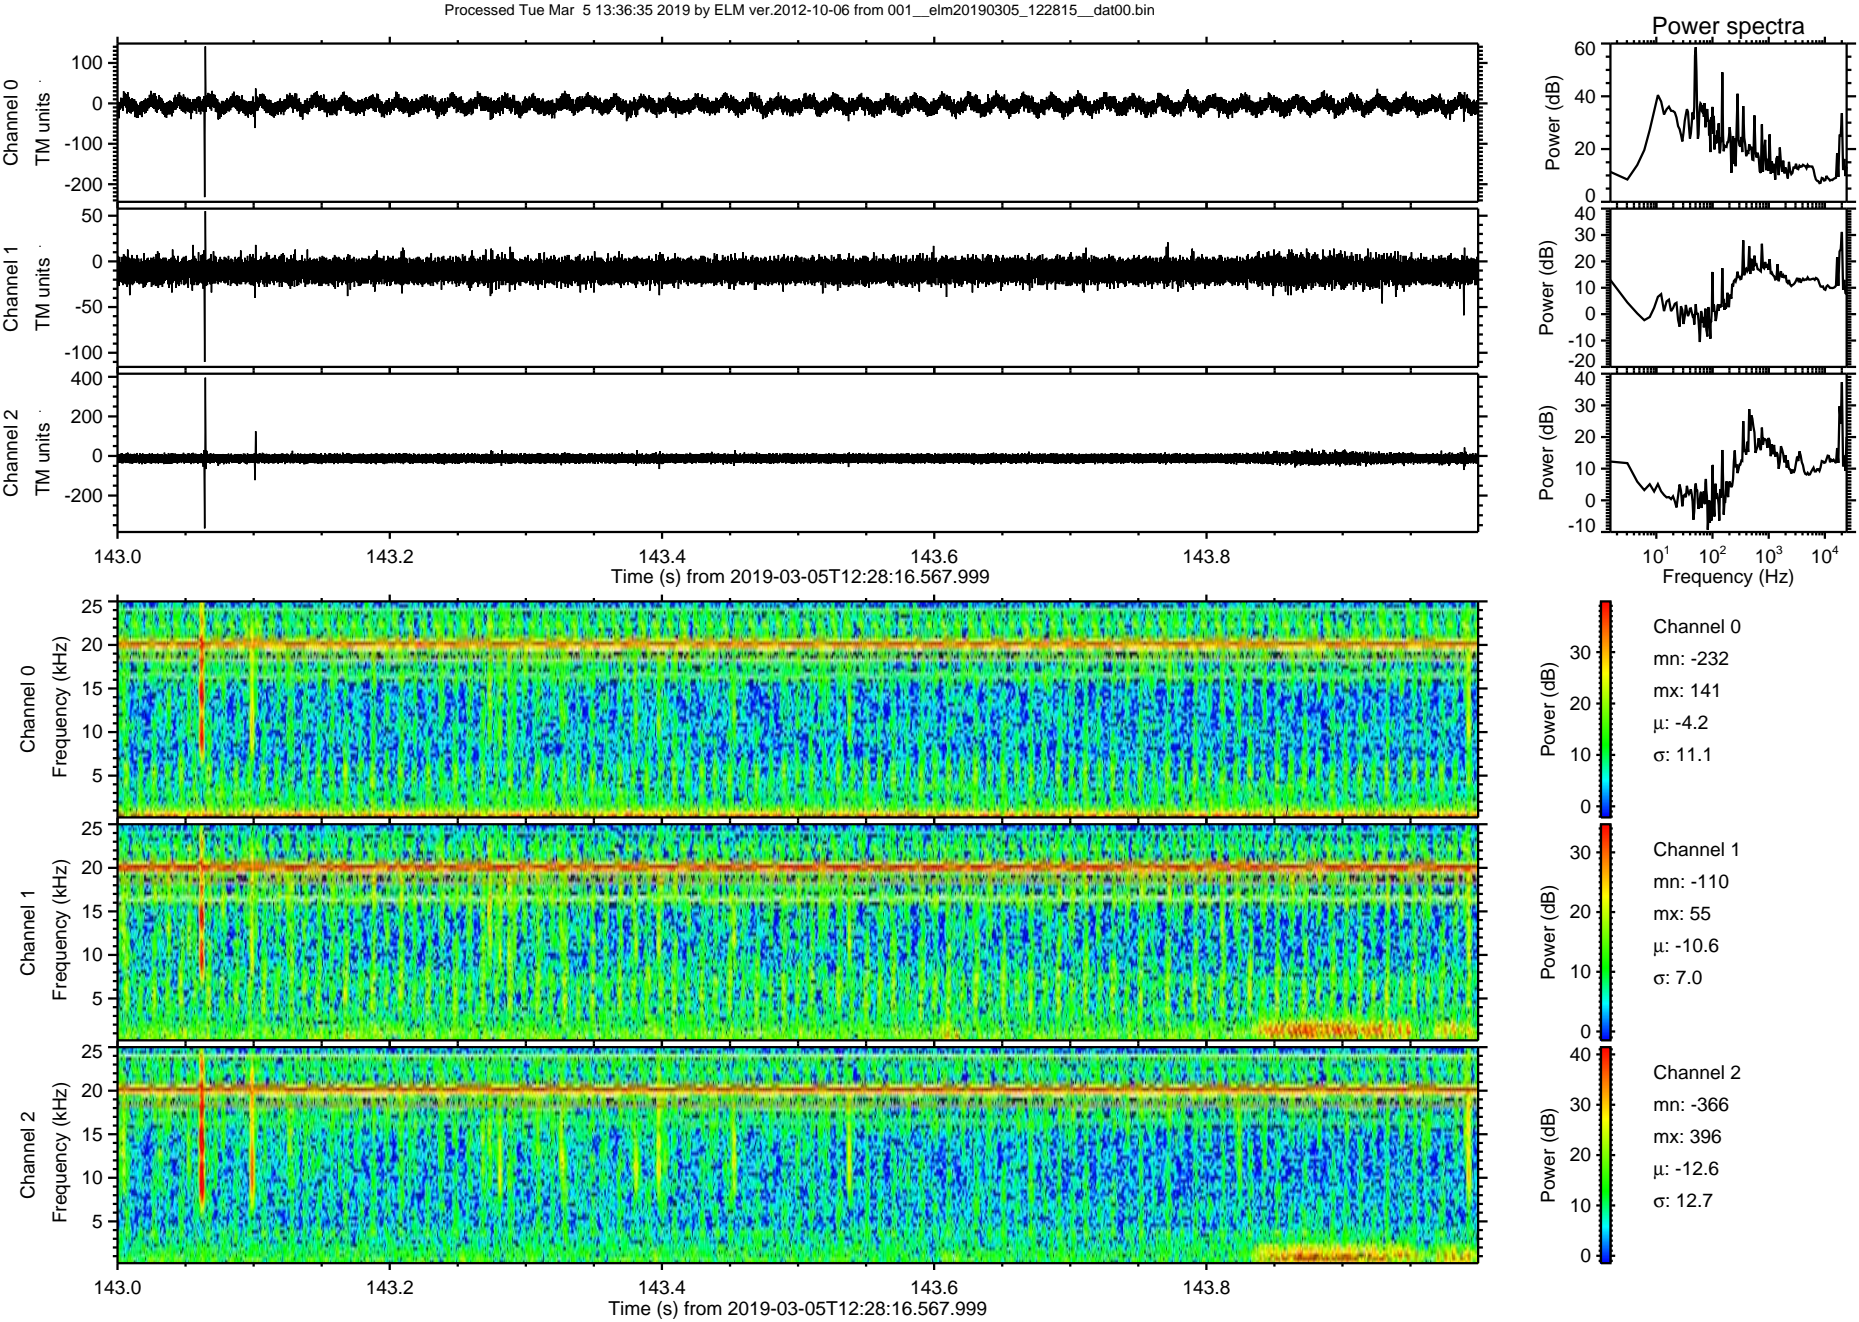 Processed Tue Mar  5 13:36:35 2019 by ELM ver.2012-10-06 from 001__elm20190305_122815__dat00.bin
Power spectra
Channel 0
TM units
100
0
-100
-200
Power (dB)
60
40
20
0
Channel 1
TM units
50
0
-50
-100
Power (dB)
40
30
20
10
0
-10
-20
Channel 2
TM units
400
200
0
-200
Power (dB)
40
30
20
10
0
-10
143.0 143.2 143.4 143.6 143.8
Time (s) from 2019-03-05T12:28:16.567.999
10^1 10^2 10^3 10^4
Frequency (Hz)
Channel 0
Frequency (kHz)
25
20
15
10
5
Power (dB)
30
20
10
0
Channel 0
mn: -232
mx: 141
μ: -4.2
σ: 11.1
Channel 1
Frequency (kHz)
25
20
15
10
5
Power (dB)
30
20
10
0
Channel 1
mn: -110
mx: 55
μ: -10.6
σ: 7.0
Channel 2
Frequency (kHz)
25
20
15
10
5
Power (dB)
40
30
20
10
0
Channel 2
mn: -366
mx: 396
μ: -12.6
σ: 12.7
143.0 143.2 143.4 143.6 143.8
Time (s) from 2019-03-05T12:28:16.567.999